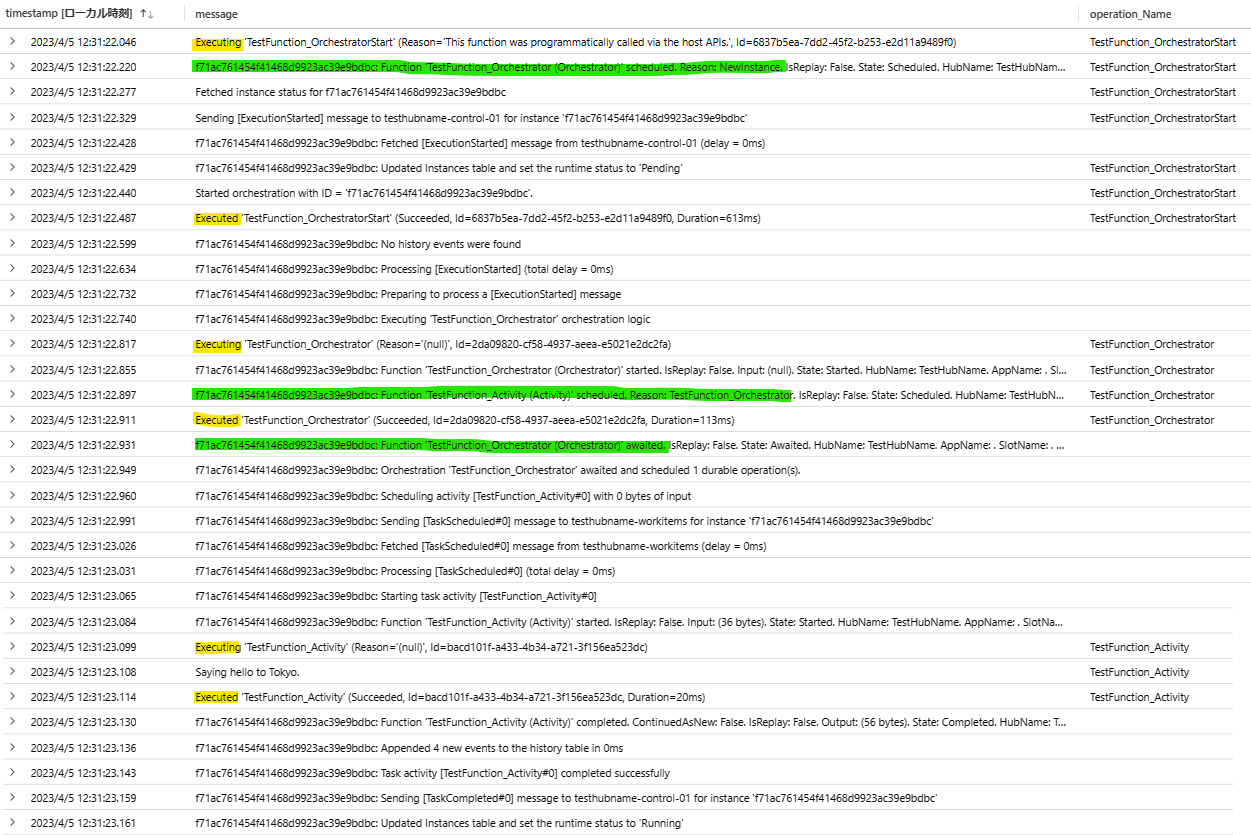 timestamp [ローカル時刻] ↑↓ message operation_Name
2023/4/5 12:31:22.046 Executing 'TestFunction_OrchestratorStart' (Reason='This function was programmatically called via the host APIs.', Id=6837b5ea-7dd2-45f2-b253-e2d11a9489f0) TestFunction_OrchestratorStart
2023/4/5 12:31:22.220 f71ac761454f41468d9923ac39e9bdbc: Function 'TestFunction_Orchestrator (Orchestrator)' scheduled. Reason: NewInstance. IsReplay: False. State: Scheduled. HubName: TestHubNam... TestFunction_OrchestratorStart
2023/4/5 12:31:22.277 Fetched instance status for f71ac761454f41468d9923ac39e9bdbc TestFunction_OrchestratorStart
2023/4/5 12:31:22.329 Sending [ExecutionStarted] message to testhubname-control-01 for instance 'f71ac761454f41468d9923ac39e9bdbc' TestFunction_OrchestratorStart
2023/4/5 12:31:22.428 f71ac761454f41468d9923ac39e9bdbc: Fetched [ExecutionStarted] message from testhubname-control-01 (delay = 0ms)
2023/4/5 12:31:22.429 f71ac761454f41468d9923ac39e9bdbc: Updated Instances table and set the runtime status to 'Pending' TestFunction_OrchestratorStart
2023/4/5 12:31:22.440 Started orchestration with ID = 'f71ac761454f41468d9923ac39e9bdbc'. TestFunction_OrchestratorStart
2023/4/5 12:31:22.487 Executed 'TestFunction_OrchestratorStart' (Succeeded, Id=6837b5ea-7dd2-45f2-b253-e2d11a9489f0, Duration=613ms) TestFunction_OrchestratorStart
2023/4/5 12:31:22.599 f71ac761454f41468d9923ac39e9bdbc: No history events were found
2023/4/5 12:31:22.634 f71ac761454f41468d9923ac39e9bdbc: Processing [ExecutionStarted] (total delay = 0ms)
2023/4/5 12:31:22.732 f71ac761454f41468d9923ac39e9bdbc: Preparing to process a [ExecutionStarted] message
2023/4/5 12:31:22.740 f71ac761454f41468d9923ac39e9bdbc: Executing 'TestFunction_Orchestrator' orchestration logic
2023/4/5 12:31:22.817 Executing 'TestFunction_Orchestrator' (Reason='(null)', Id=2da09820-cf58-4937-aeea-e5021e2dc2fa) TestFunction_Orchestrator
2023/4/5 12:31:22.855 f71ac761454f41468d9923ac39e9bdbc: Function 'TestFunction_Orchestrator (Orchestrator)' started. IsReplay: False. Input: (null). State: Started. HubName: TestHubName. AppName: . Sl... TestFunction_Orchestrator
2023/4/5 12:31:22.897 f71ac761454f41468d9923ac39e9bdbc: Function 'TestFunction_Activity (Activity)' scheduled. Reason: TestFunction_Orchestrator. IsReplay: False. State: Scheduled. HubName: TestHubN... TestFunction_Orchestrator
2023/4/5 12:31:22.911 Executed 'TestFunction_Orchestrator' (Succeeded, Id=2da09820-cf58-4937-aeea-e5021e2dc2fa, Duration=113ms) TestFunction_Orchestrator
2023/4/5 12:31:22.931 f71ac761454f41468d9923ac39e9bdbc: Function 'TestFunction_Orchestrator (Orchestrator)' awaited. IsReplay: False. State: Awaited. HubName: TestHubName. AppName: . SlotName: . ...
2023/4/5 12:31:22.949 f71ac761454f41468d9923ac39e9bdbc: Orchestration 'TestFunction_Orchestrator' awaited and scheduled 1 durable operation(s).
2023/4/5 12:31:22.960 f71ac761454f41468d9923ac39e9bdbc: Scheduling activity [TestFunction_Activity#0] with 0 bytes of input
2023/4/5 12:31:22.991 f71ac761454f41468d9923ac39e9bdbc: Sending [TaskScheduled#0] message to testhubname-workitems for instance 'f71ac761454f41468d9923ac39e9bdbc'
2023/4/5 12:31:23.026 f71ac761454f41468d9923ac39e9bdbc: Fetched [TaskScheduled#0] message from testhubname-workitems (delay = 0ms)
2023/4/5 12:31:23.031 f71ac761454f41468d9923ac39e9bdbc: Processing [TaskScheduled#0] (total delay = 0ms)
2023/4/5 12:31:23.065 f71ac761454f41468d9923ac39e9bdbc: Starting task activity [TestFunction_Activity#0]
2023/4/5 12:31:23.084 f71ac761454f41468d9923ac39e9bdbc: Function 'TestFunction_Activity (Activity)' started. IsReplay: False. Input: (36 bytes). State: Started. HubName: TestHubName. AppName: . SlotNa...
2023/4/5 12:31:23.099 Executing 'TestFunction_Activity' (Reason='(null)', Id=bacd101f-a433-4b34-a721-3f156ea523dc) TestFunction_Activity
2023/4/5 12:31:23.108 Saying hello to Tokyo. TestFunction_Activity
2023/4/5 12:31:23.114 Executed 'TestFunction_Activity' (Succeeded, Id=bacd101f-a433-4b34-a721-3f156ea523dc, Duration=20ms) TestFunction_Activity
2023/4/5 12:31:23.130 f71ac761454f41468d9923ac39e9bdbc: Function 'TestFunction_Activity (Activity)' completed. ContinuedAsNew: False. IsReplay: False. Output: (56 bytes). State: Completed. HubName: T...
2023/4/5 12:31:23.136 f71ac761454f41468d9923ac39e9bdbc: Appended 4 new events to the history table in 0ms
2023/4/5 12:31:23.143 f71ac761454f41468d9923ac39e9bdbc: Task activity [TestFunction_Activity#0] completed successfully
2023/4/5 12:31:23.159 f71ac761454f41468d9923ac39e9bdbc: Sending [TaskCompleted#0] message to testhubname-control-01 for instance 'f71ac761454f41468d9923ac39e9bdbc'
2023/4/5 12:31:23.161 f71ac761454f41468d9923ac39e9bdbc: Updated Instances table and set the runtime status to 'Running'